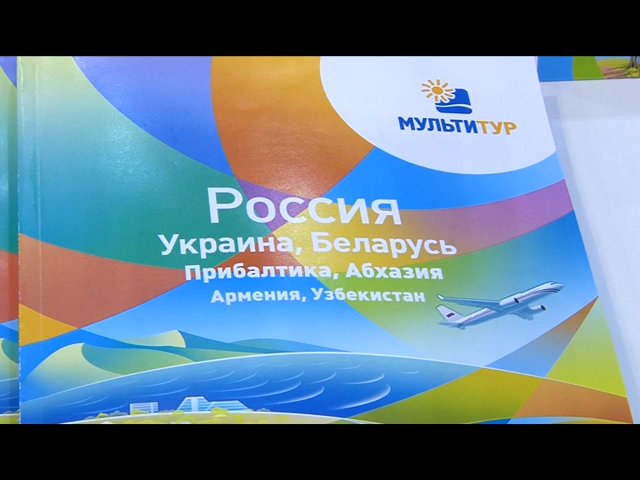 МУЛЬТИТУР
Россия
Украина, Беларусь
Прибалтика, Абхазия
Армения, Узбекистан